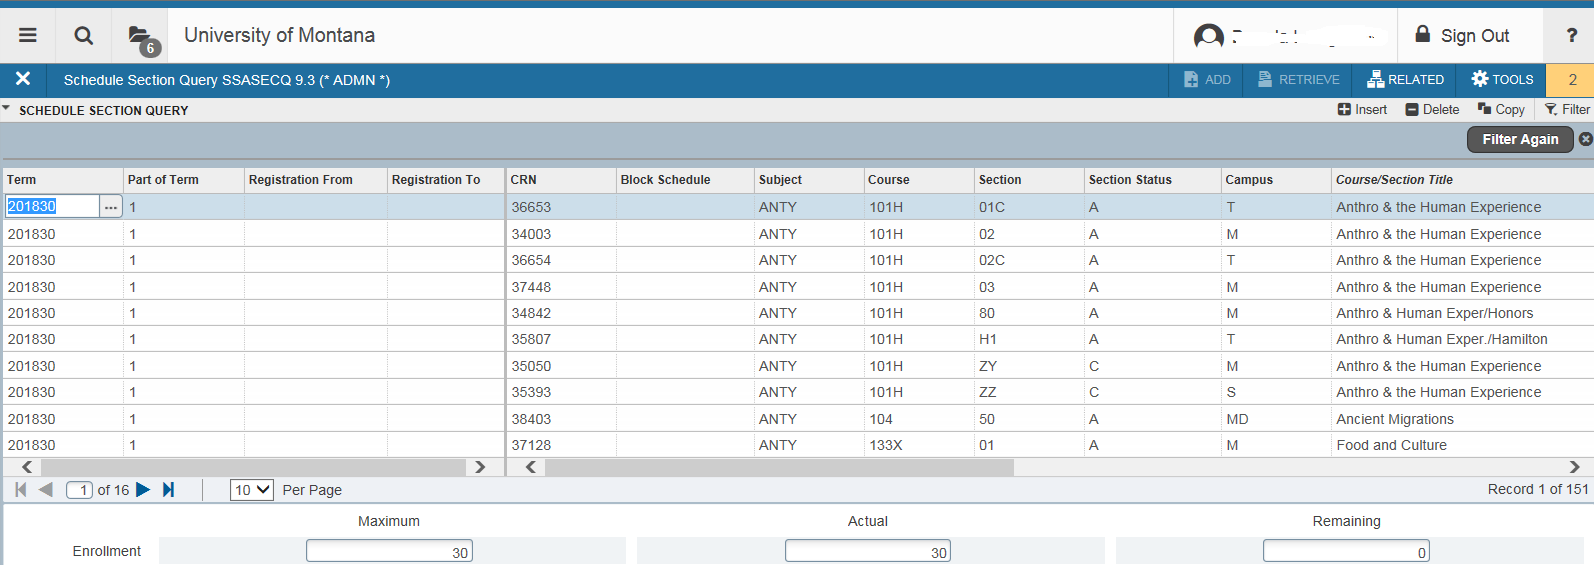 6 University of Montana Sign Out ?
Schedule Section Query SSASECQ 9.3 (* ADMN *) ADD RETRIEVE RELATED TOOLS 2
SCHEDULE SECTION QUERY Insert Delete Copy Filter
Filter Again
Term Part of Term Registration From Registration To CRN Block Schedule Subject Course Section Section Status Campus Course/Section Title
201830 ... 1 36653 ANTY 101H 01C A T Anthro & the Human Experience
201830 1 34003 ANTY 101H 02 A M Anthro & the Human Experience
201830 1 36654 ANTY 101H 02C A T Anthro & the Human Experience
201830 1 37448 ANTY 101H 03 A M Anthro & the Human Experience
201830 1 34842 ANTY 101H 80 A M Anthro & Human Exper/Honors
201830 1 35807 ANTY 101H H1 A T Anthro & Human Exper./Hamilton
201830 1 35050 ANTY 101H ZY C M Anthro & the Human Experience
201830 1 35393 ANTY 101H ZZ C S Anthro & the Human Experience
201830 1 38403 ANTY 104 50 A MD Ancient Migrations
201830 1 37128 ANTY 133X 01 A M Food and Culture
1 of 16 10 Per Page Record 1 of 151
Maximum Actual Remaining
Enrollment 30 30 0